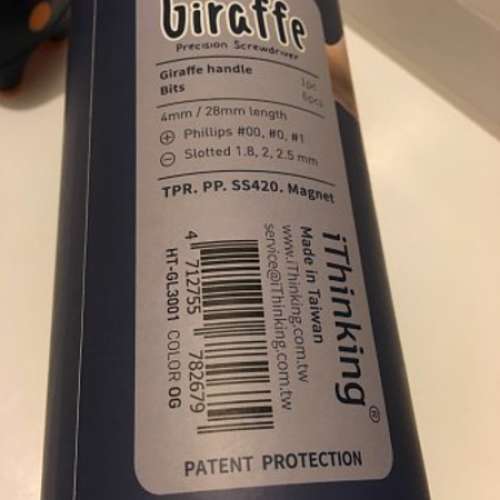 Giraffe
Precision Screwdriver
Giraffe handle 1pc
Bits 6pcs
4mm / 28mm length
Phillips #00, #0, #1
Slotted 1.8, 2, 2.5 mm
TPR. PP. SS420. Magnet
iThinking®
Made in Taiwan
www.iThinking.com.tw
service@iThinking.com.tw
4 712755 782679
HT-GL3001 COLOR OG
PATENT PROTECTION